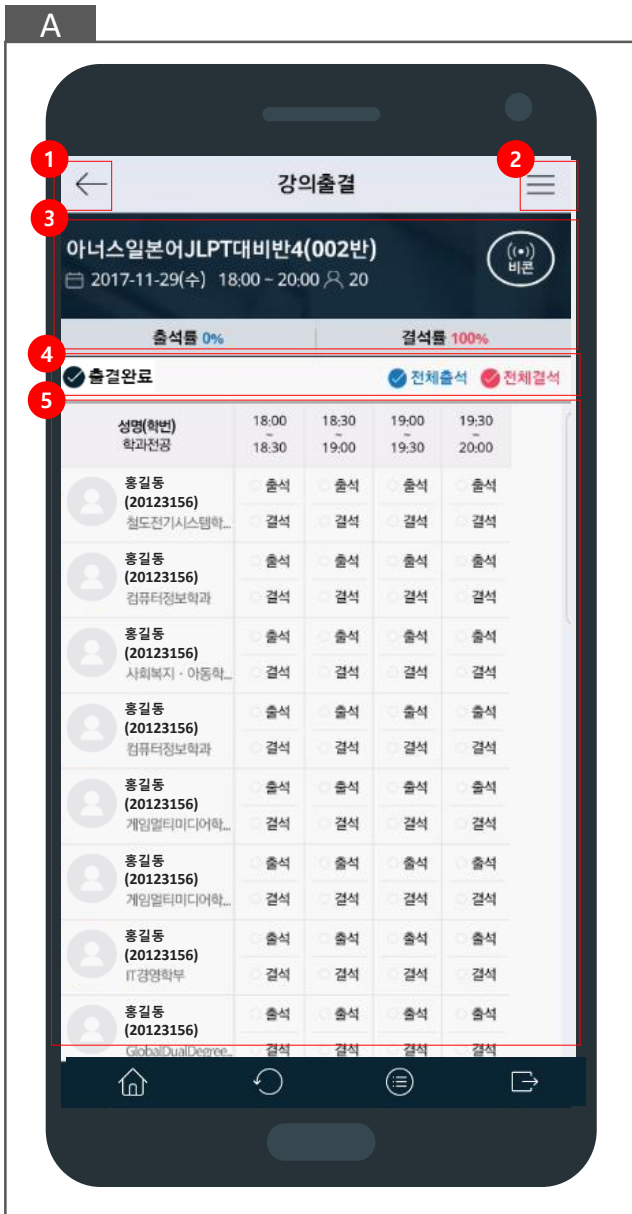 A
1
2
강의출결
3
아너스일본어JLPT대비반4(002반)
2017-11-29(수) 18:00 ~ 20:00 20
비콘
출석률 0% 결석률 100%
4
출결완료 전체출석 전체결석
5
성명(학번)
학과전공
18:00 ~ 18:30
18:30 ~ 19:00
19:00 ~ 19:30
19:30 ~ 20:00
홍길동 출석 출석 출석 출석
(20123156)
철도전기시스템학... 결석 결석 결석 결석
홍길동 출석 출석 출석 출석
(20123156)
컴퓨터정보학과 결석 결석 결석 결석
홍길동 출석 출석 출석 출석
(20123156)
사회복지・아동학... 결석 결석 결석 결석
홍길동 출석 출석 출석 출석
(20123156)
컴퓨터정보학과 결석 결석 결석 결석
홍길동 출석 출석 출석 출석
(20123156)
게임멀티미디어학... 결석 결석 결석 결석
홍길동 출석 출석 출석 출석
(20123156)
게임멀티미디어학... 결석 결석 결석 결석
홍길동 출석 출석 출석 출석
(20123156)
IT경영학부 결석 결석 결석 결석
홍길동 출석 출석 출석 출석
(20123156)
GlobalDualDegree... 결석 결석 결석 결석